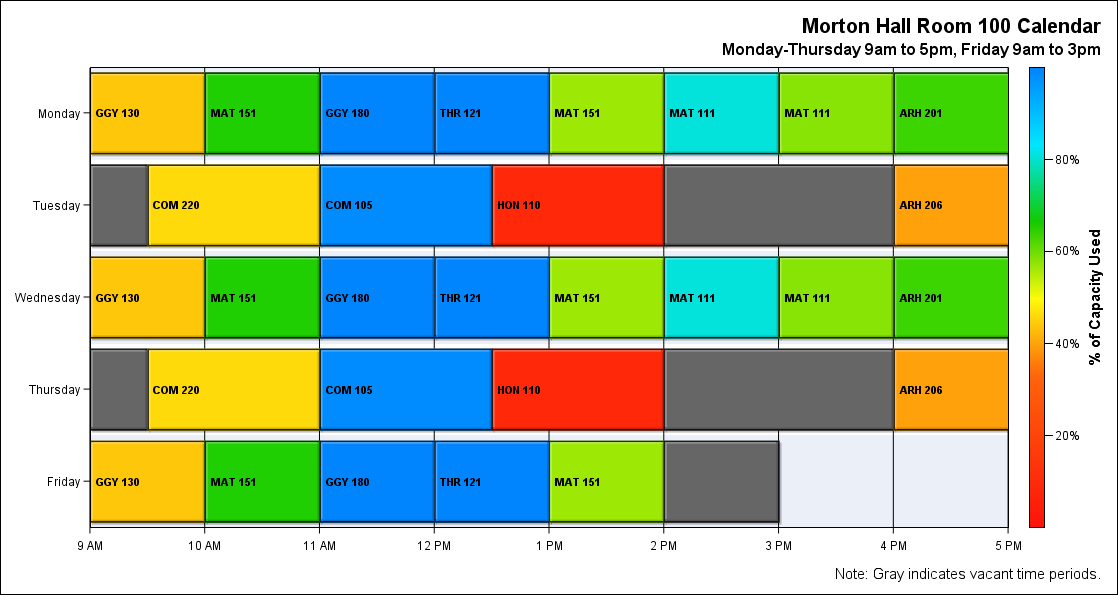 Morton Hall Room 100 Calendar
Monday-Thursday 9am to 5pm, Friday 9am to 3pm
Monday GGY 130 MAT 151 GGY 180 THR 121 MAT 151 MAT 111 MAT 111 ARH 201
Tuesday COM 220 COM 105 HON 110 ARH 206
Wednesday GGY 130 MAT 151 GGY 180 THR 121 MAT 151 MAT 111 MAT 111 ARH 201
Thursday COM 220 COM 105 HON 110 ARH 206
Friday GGY 130 MAT 151 GGY 180 THR 121 MAT 151
9 AM 10 AM 11 AM 12 PM 1 PM 2 PM 3 PM 4 PM 5 PM
80%
60%
40%
20%
% of Capacity Used
Note: Gray indicates vacant time periods.